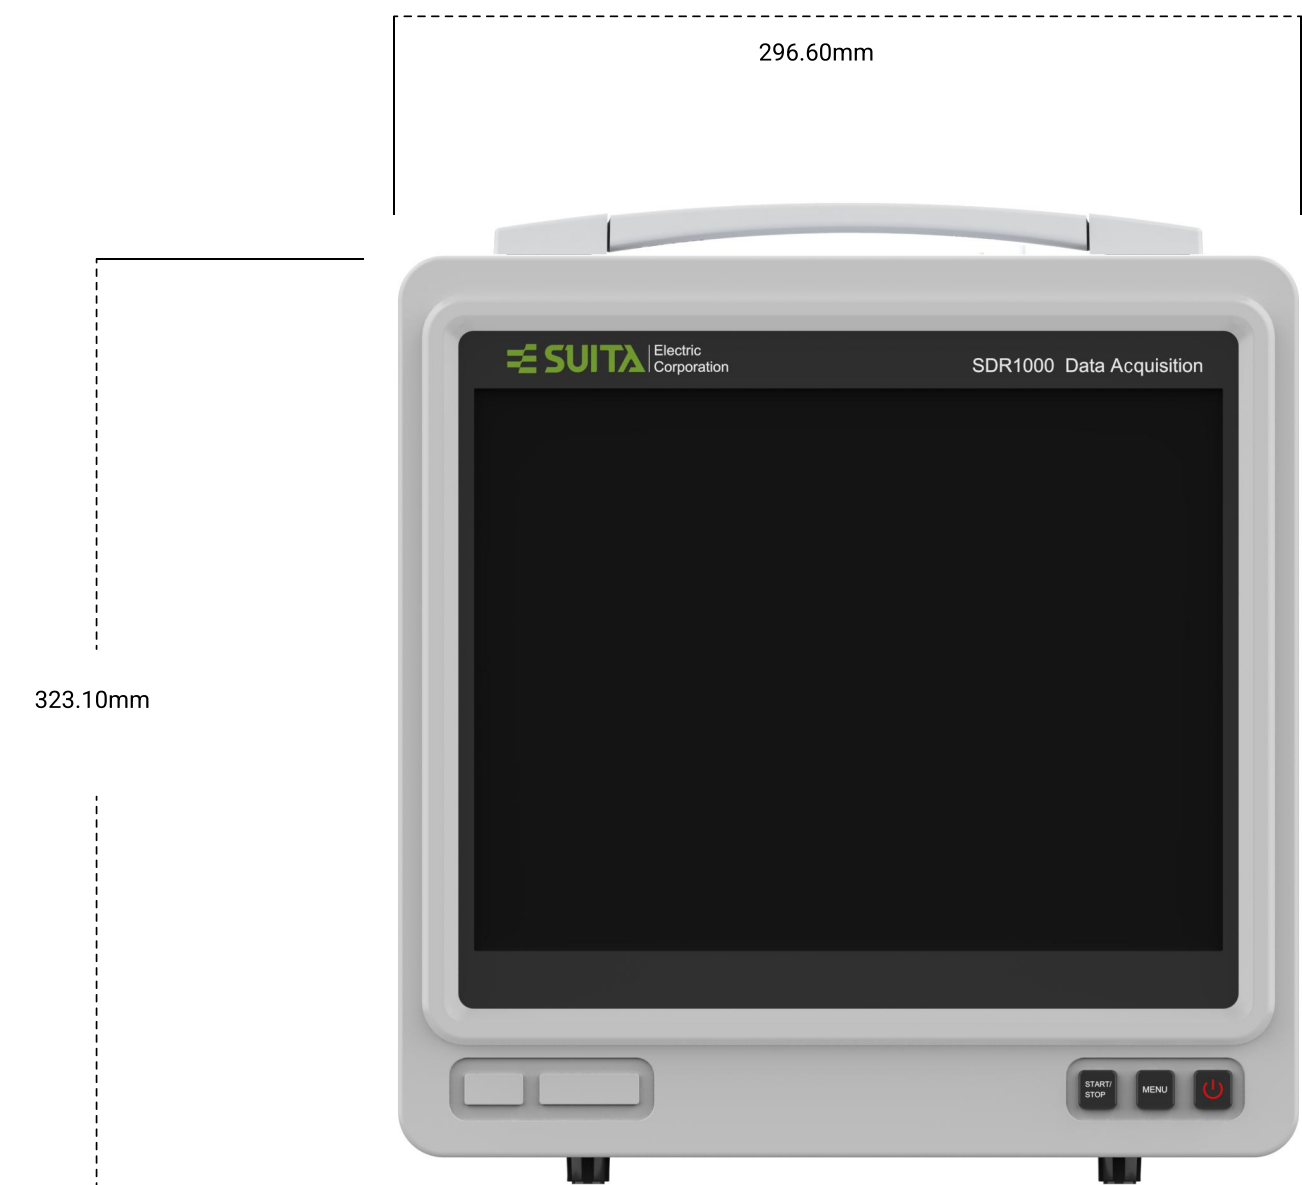 296.60mm
SUITA Electric Corporation
SDR1000 Data Acquisition
323.10mm
START/
STOP
MENU